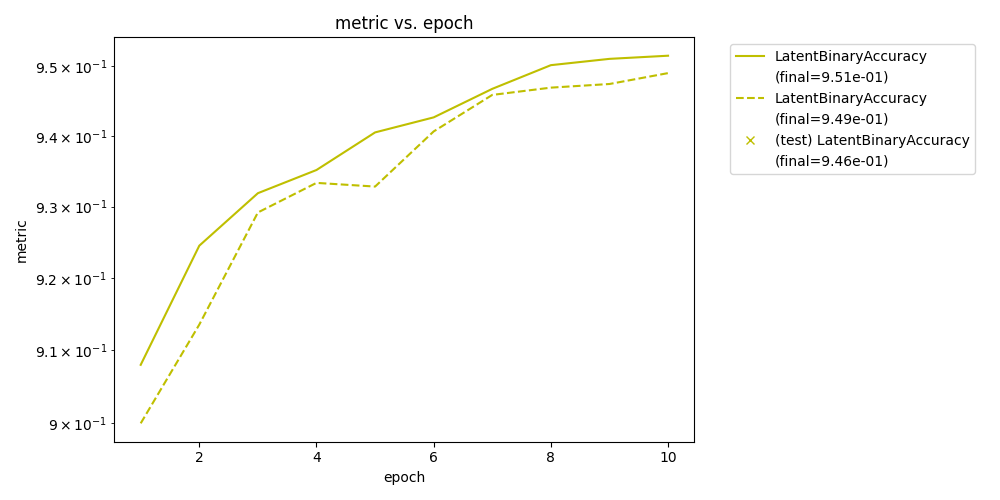 metric vs. epoch
metric
9.5 × 10⁻¹
9.4 × 10⁻¹
9.3 × 10⁻¹
9.2 × 10⁻¹
9.1 × 10⁻¹
9 × 10⁻¹
2
4
6
8
10
epoch
LatentBinaryAccuracy
(final=9.51e-01)
LatentBinaryAccuracy
(final=9.49e-01)
(test) LatentBinaryAccuracy
(final=9.46e-01)